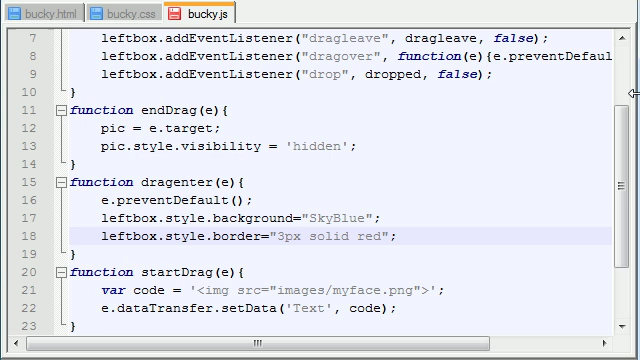 bucky.html bucky.css bucky.js
7 leftbox.addEventListener("dragleave", dragleave, false);
8 leftbox.addEventListener("dragover", function(e){e.preventDefaul
9 leftbox.addEventListener("drop", dropped, false);
10 }
11 function endDrag(e){
12 pic = e.target;
13 pic.style.visibility = 'hidden';
14 }
15 function dragenter(e){
16 e.preventDefault();
17 leftbox.style.background="SkyBlue";
18 leftbox.style.border="3px solid red";
19 }
20 function startDrag(e){
21 var code = '<img src="images/myface.png">';
22 e.dataTransfer.setData('Text', code);
23 }